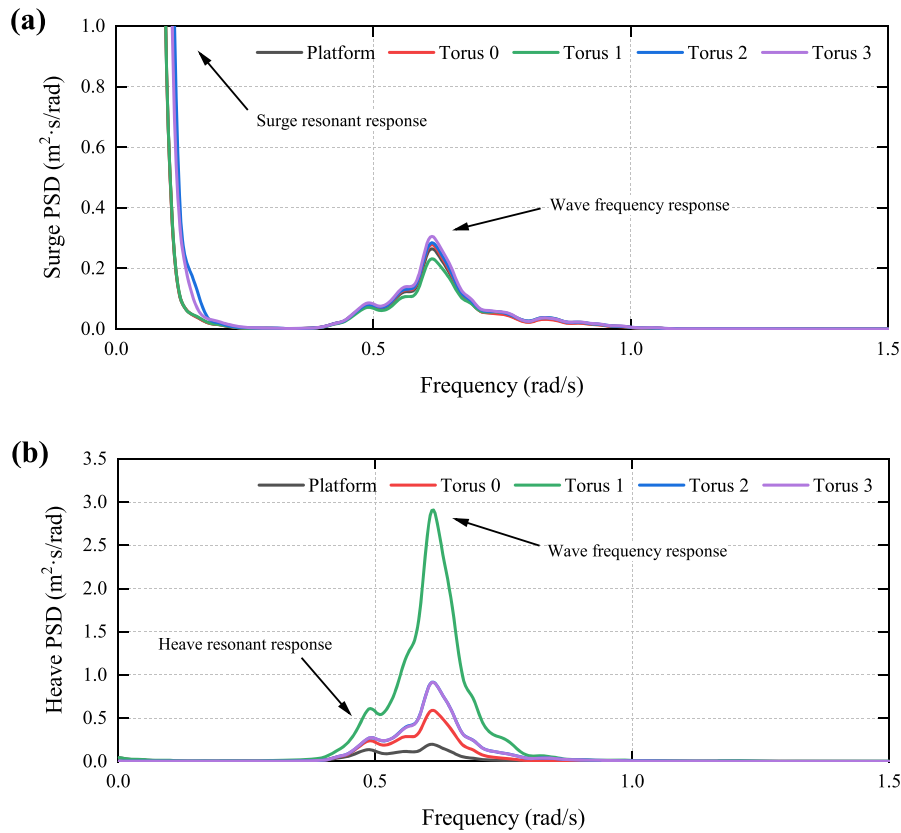 (a)
1.0
Platform Torus 0 Torus 1 Torus 2 Torus 3
0.8
Surge resonant response
0.6
Surge PSD (m²·s/rad)
0.4
Wave frequency response
0.2
0.0
0.0 0.5 1.0 1.5
Frequency (rad/s)
(b)
3.5
Platform Torus 0 Torus 1 Torus 2 Torus 3
3.0
2.5
Wave frequency response
2.0
Heave PSD (m²·s/rad)
1.5
Heave resonant response
1.0
0.5
0.0
0.0 0.5 1.0 1.5
Frequency (rad/s)